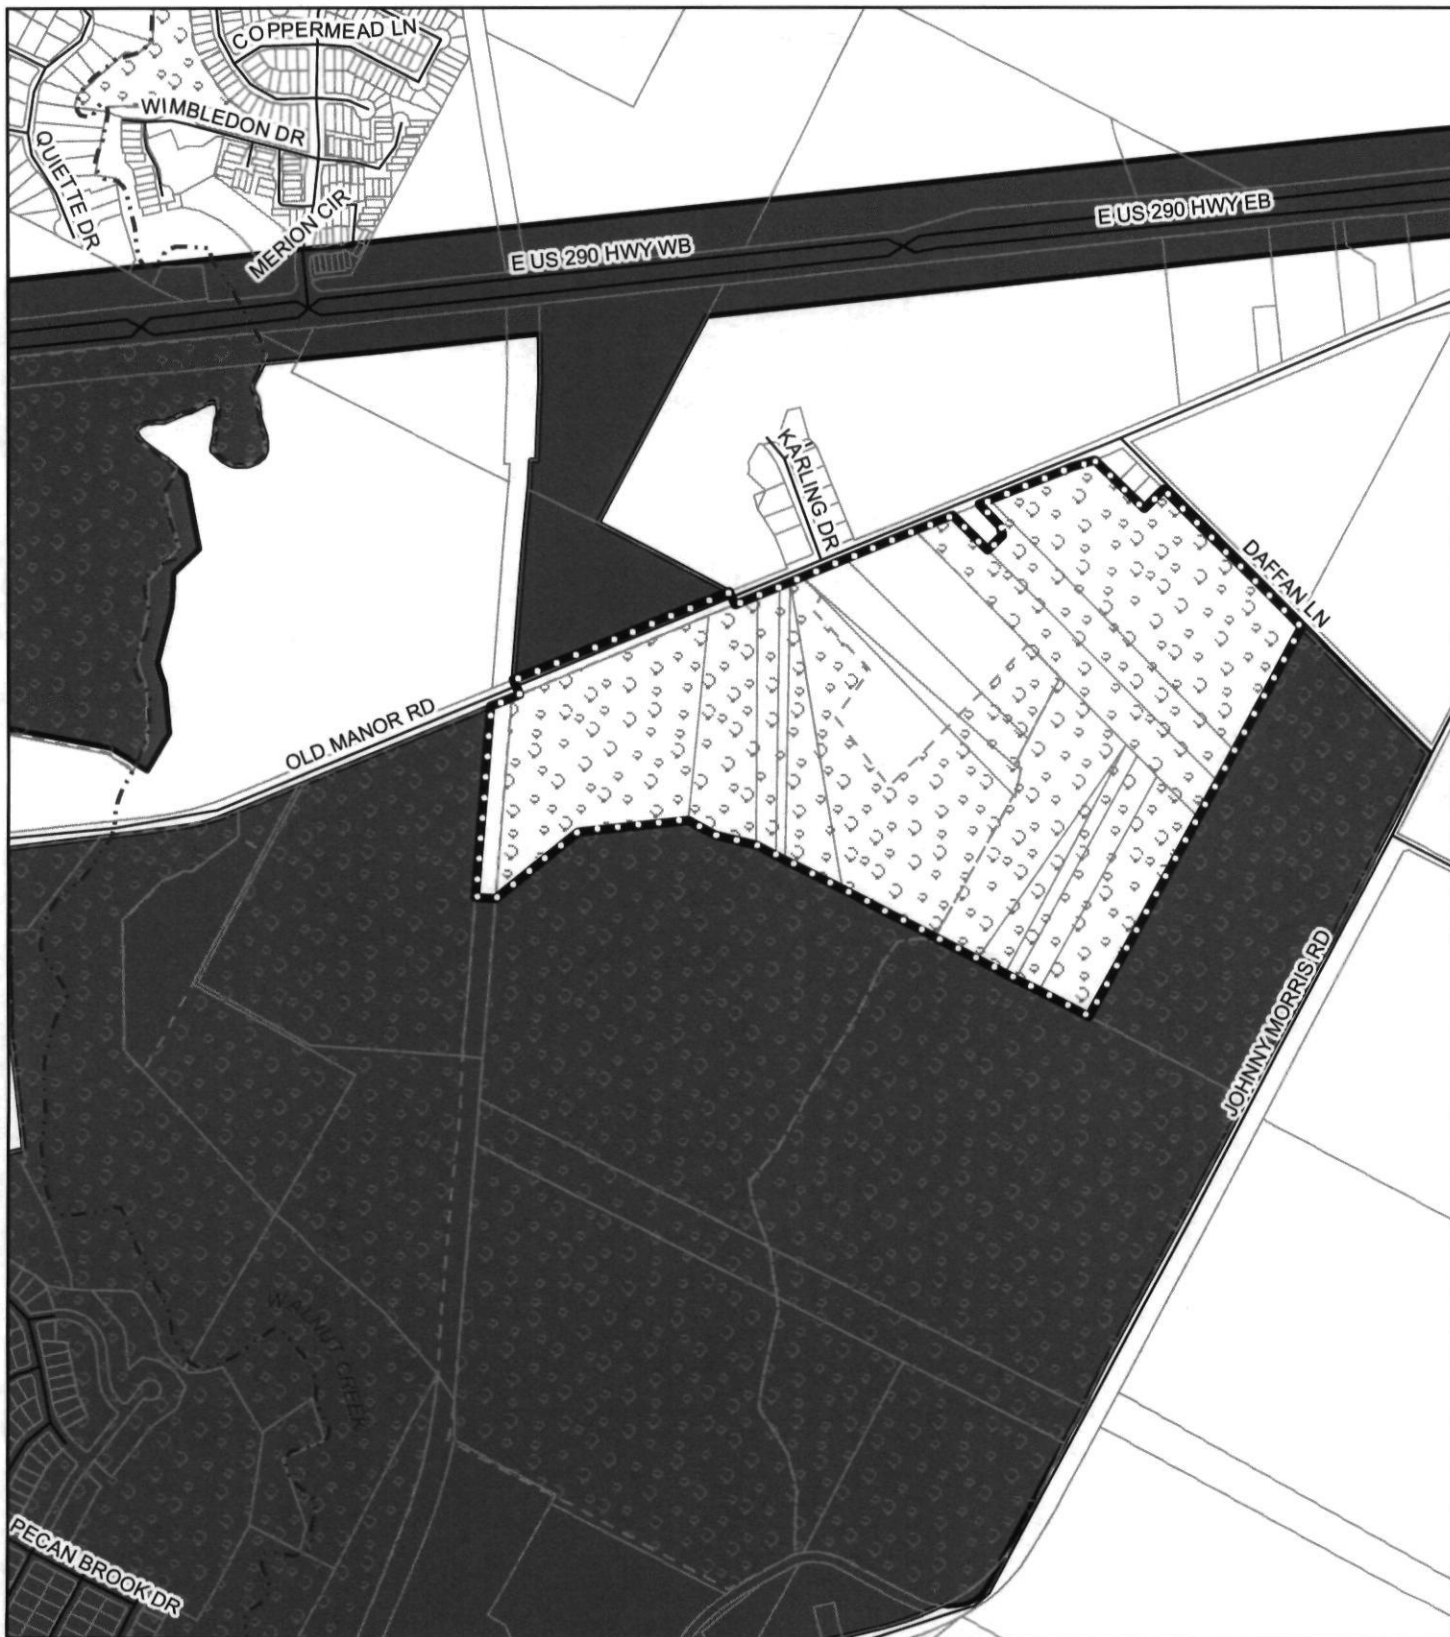 COPPERMEAD LN
WIMBLEDON DR
QUIETTE DR
MERION CIR
E US 290 HWY WB
E US 290 HWY EB
KARLING DR
DAFFAN LN
OLD MANOR RD
JOHNNY MORRIS RD
WALNUT CREEK
PECAN BROOK DR